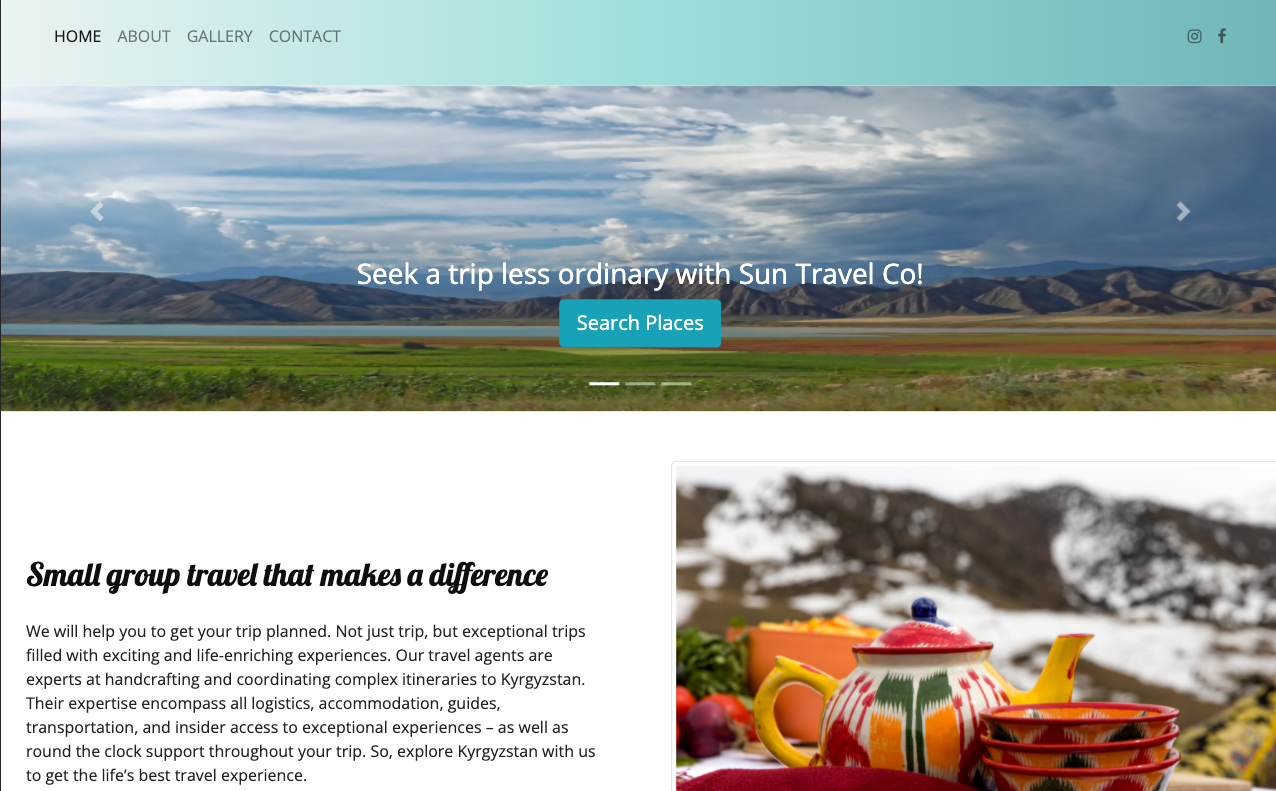 HOME ABOUT GALLERY CONTACT
Seek a trip less ordinary with Sun Travel Co!
Search Places
Small group travel that makes a difference
We will help you to get your trip planned. Not just trip, but exceptional trips
filled with exciting and life-enriching experiences. Our travel agents are
experts at handcrafting and coordinating complex itineraries to Kyrgyzstan.
Their expertise encompass all logistics, accommodation, guides,
transportation, and insider access to exceptional experiences – as well as
round the clock support throughout your trip. So, explore Kyrgyzstan with us
to get the life’s best travel experience.